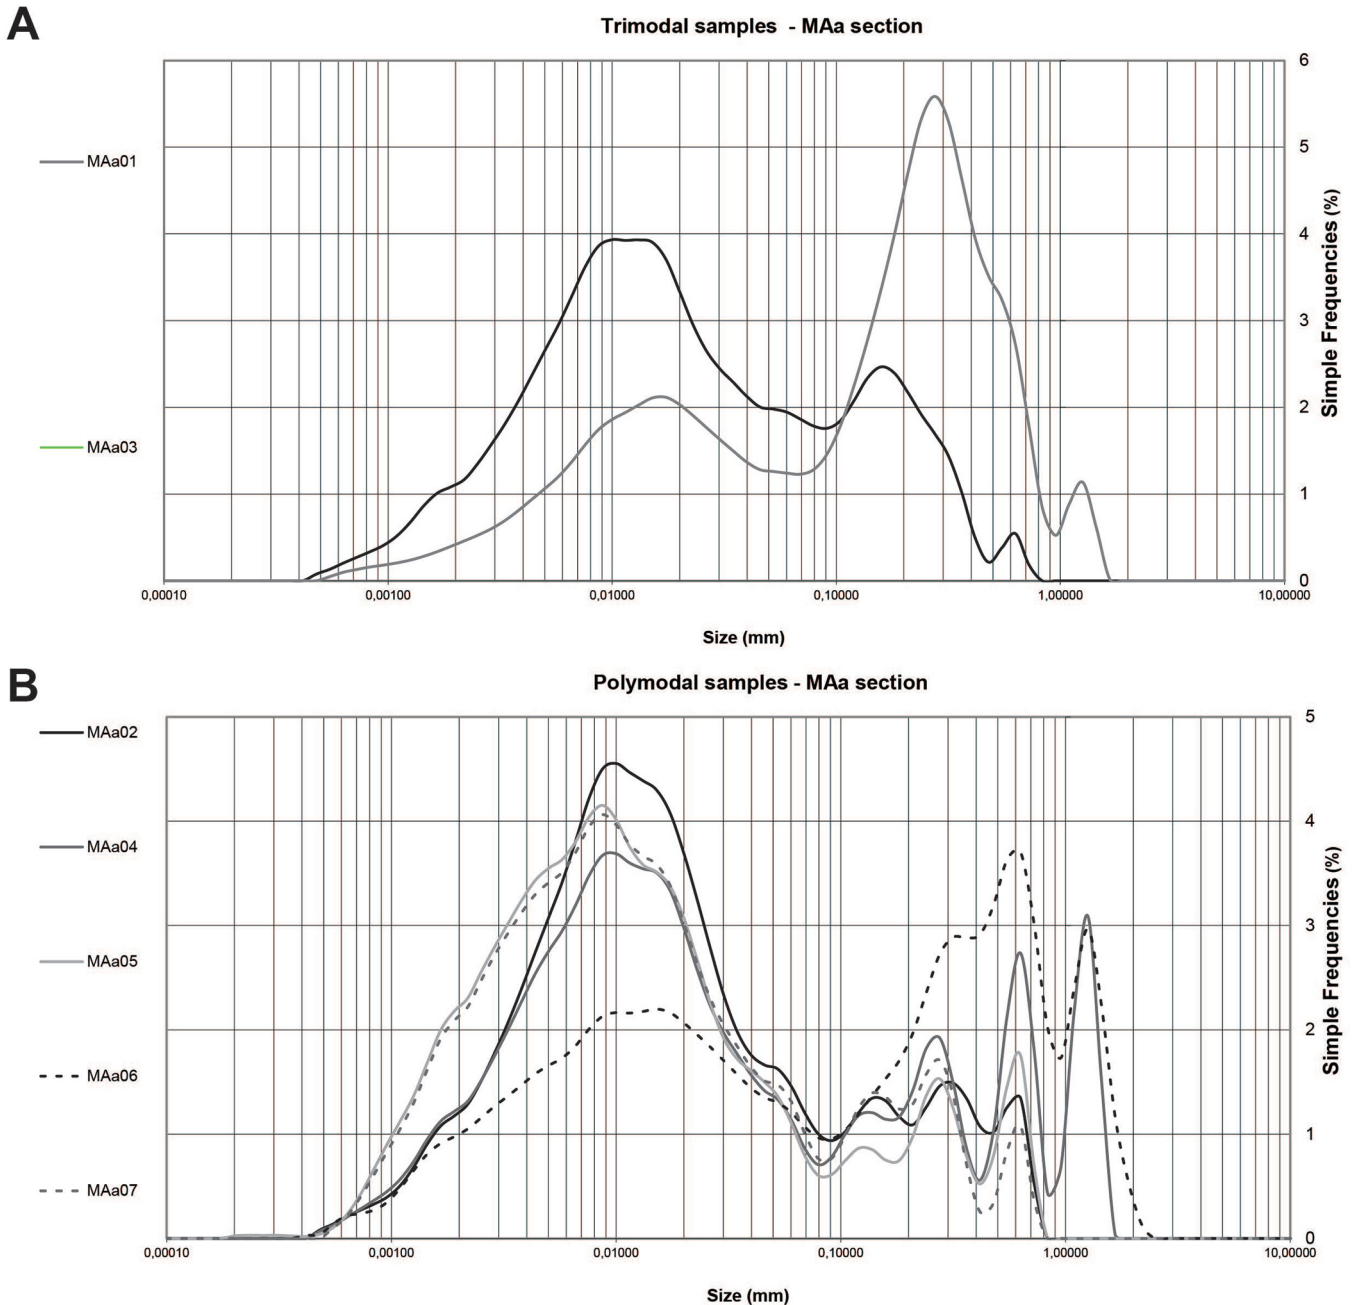 A
Trimodal samples - MAa section
6
5
4
3
2
1
0
Simple Frequencies (%)
MAa01
MAa03
0,00010
0,00100
0,01000
0,10000
1,00000
10,00000
Size (mm)
B
Polymodal samples - MAa section
MAa02
MAa04
MAa05
MAa06
MAa07
5
4
3
2
1
0
Simple Frequencies (%)
0,00010
0,00100
0,01000
0,10000
1,00000
10,00000
Size (mm)